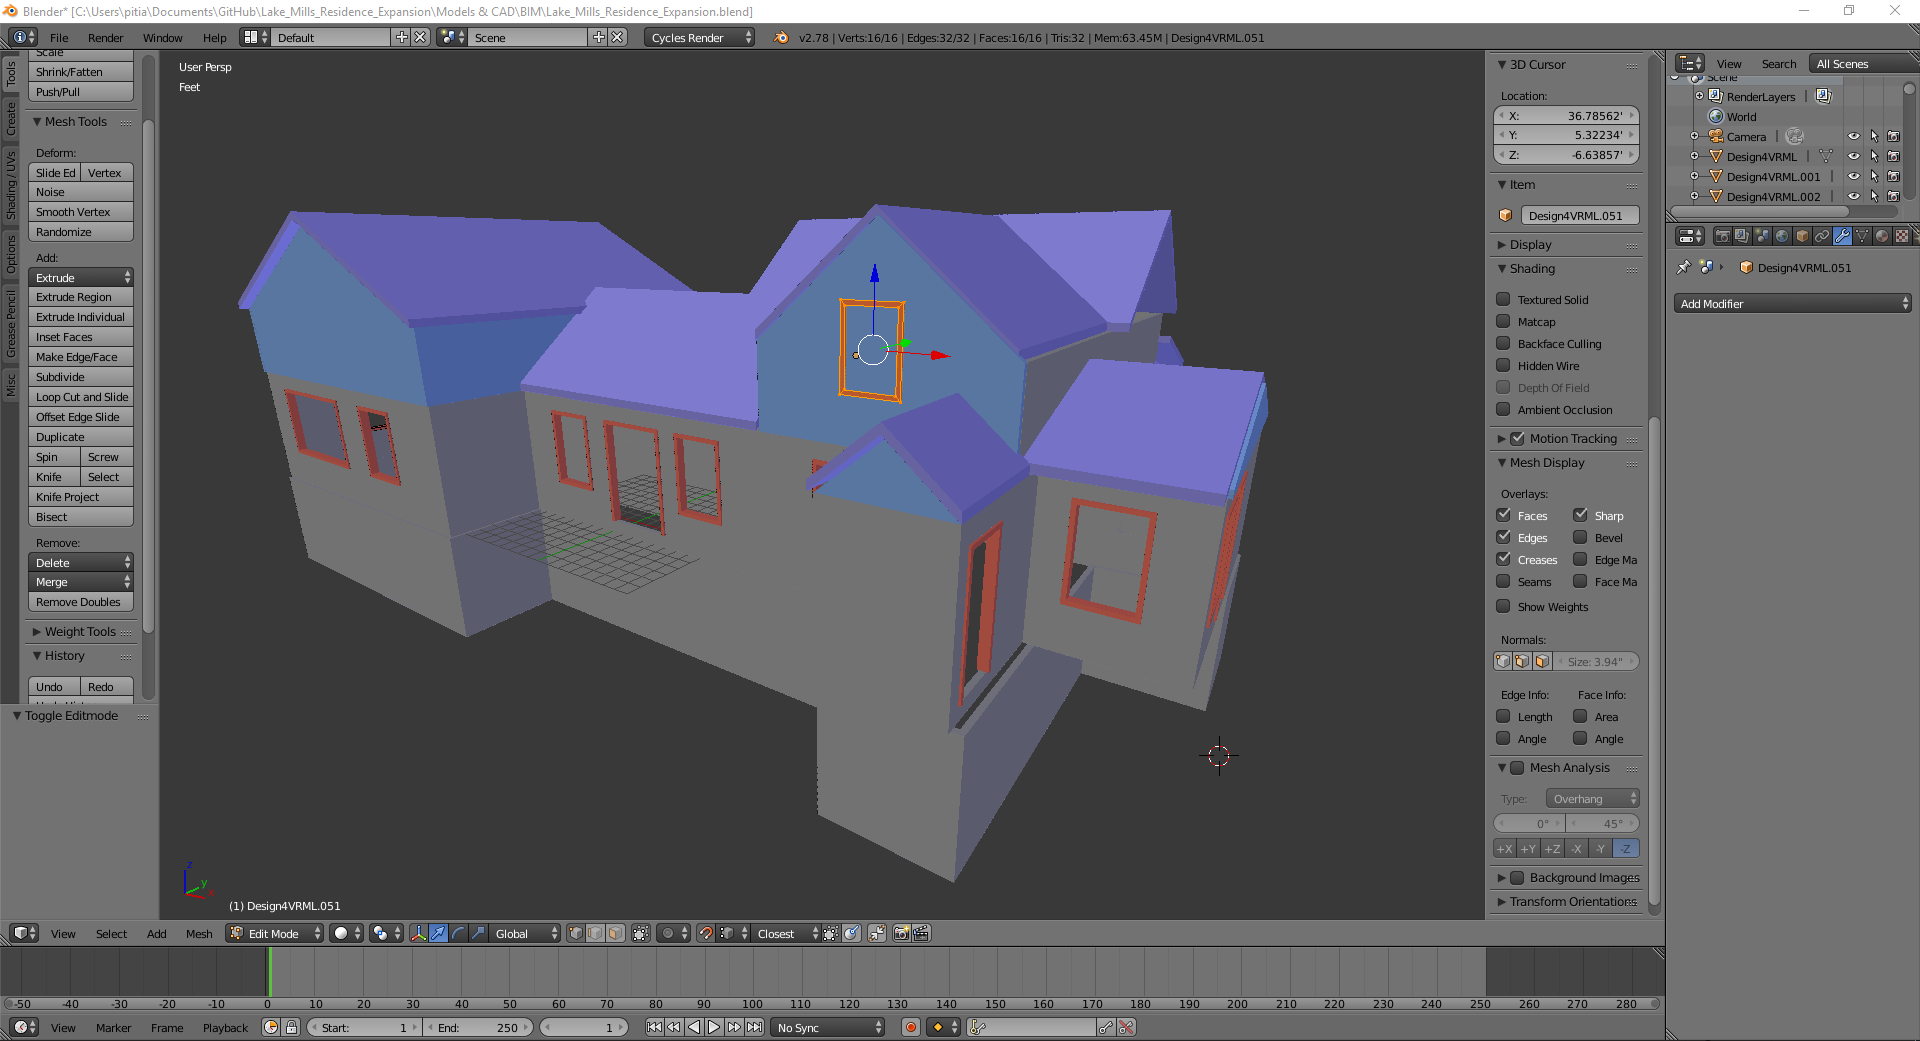 Blender* [C:\Users\pitia\Documents\GitHub\Lake_Mills_Residence_Expansion\Models & CAD\BIM\Lake_Mills_Residence_Expansion.blend]
File Render Window Help Default Scene Cycles Render v2.78 | Verts:16/16 | Edges:32/32 | Faces:16/16 | Tris:32 | Mem:63.45M | Design4VRML.051
Tools
Create
Shading / UVs
Options
Grease Pencil
Misc
Scale
Shrink/Fatten
Push/Pull
Mesh Tools
Deform:
Slide Ed Vertex
Noise
Smooth Vertex
Randomize
Add:
Extrude
Extrude Region
Extrude Individual
Inset Faces
Make Edge/Face
Subdivide
Loop Cut and Slide
Offset Edge Slide
Duplicate
Spin Screw
Knife Select
Knife Project
Bisect
Remove:
Delete
Merge
Remove Doubles
Weight Tools
History
Undo Redo
Toggle Editmode
User Persp
Feet
z
y
x
(1) Design4VRML.051
3D Cursor
Location:
X: 36.78562'
Y: 5.32234'
Z: -6.63857'
Item
Design4VRML.051
Display
Shading
Textured Solid
Matcap
Backface Culling
Hidden Wire
Depth Of Field
Ambient Occlusion
Motion Tracking
Mesh Display
Overlays:
Faces Sharp
Edges Bevel
Creases Edge Ma
Seams Face Ma
Show Weights
Normals:
Size: 3.94"
Edge Info: Face Info:
Length Area
Angle Angle
Mesh Analysis
Type: Overhang
0° 45°
+X +Y +Z -X -Y -Z
Background Images
Transform Orientations
View Search All Scenes
Scene
RenderLayers |
World
Camera |
Design4VRML |
Design4VRML.001 |
Design4VRML.002 |
Design4VRML.051
Add Modifier
View Select Add Mesh Edit Mode Global Closest
-50 -40 -30 -20 -10 0 10 20 30 40 50 60 70 80 90 100 110 120 130 140 150 160 170 180 190 200 210 220 230 240 250 260 270 280
View Marker Frame Playback Start: 1 End: 250 1 No Sync